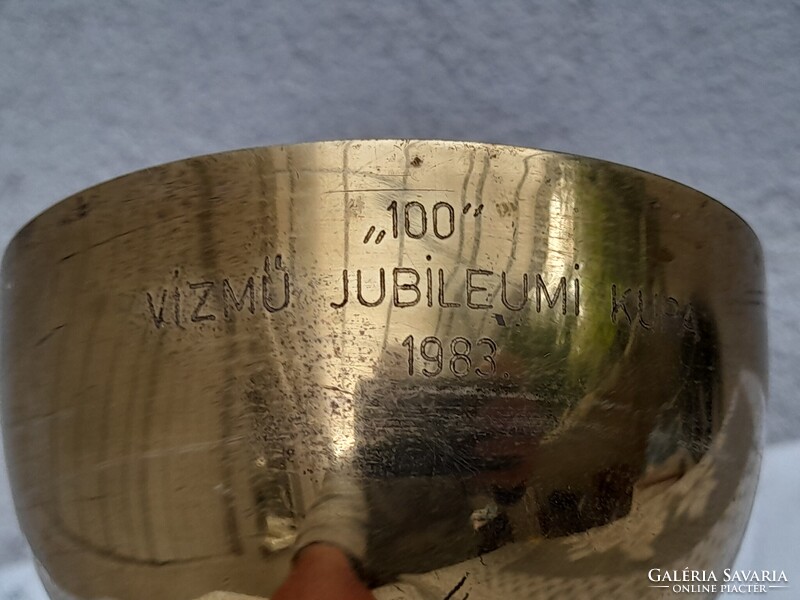 „100”
VÍZMŰ JUBİLEUMİ KUPA
1983.
GALÉRIA SAVARIA
ONLINE PIACTÉR